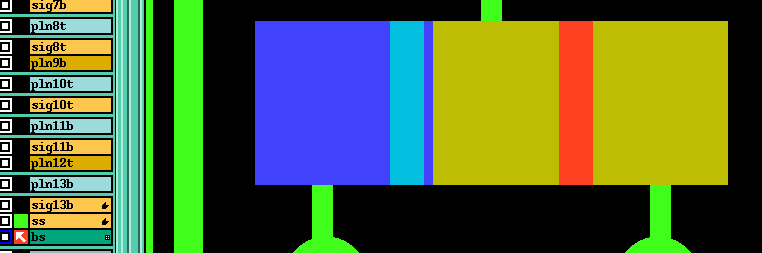 sig7b
pln8t
sig8t
pln9b
pln10t
sig10t
pln11b
sig11b
pln12t
pln13b
sig13b
ss
bs